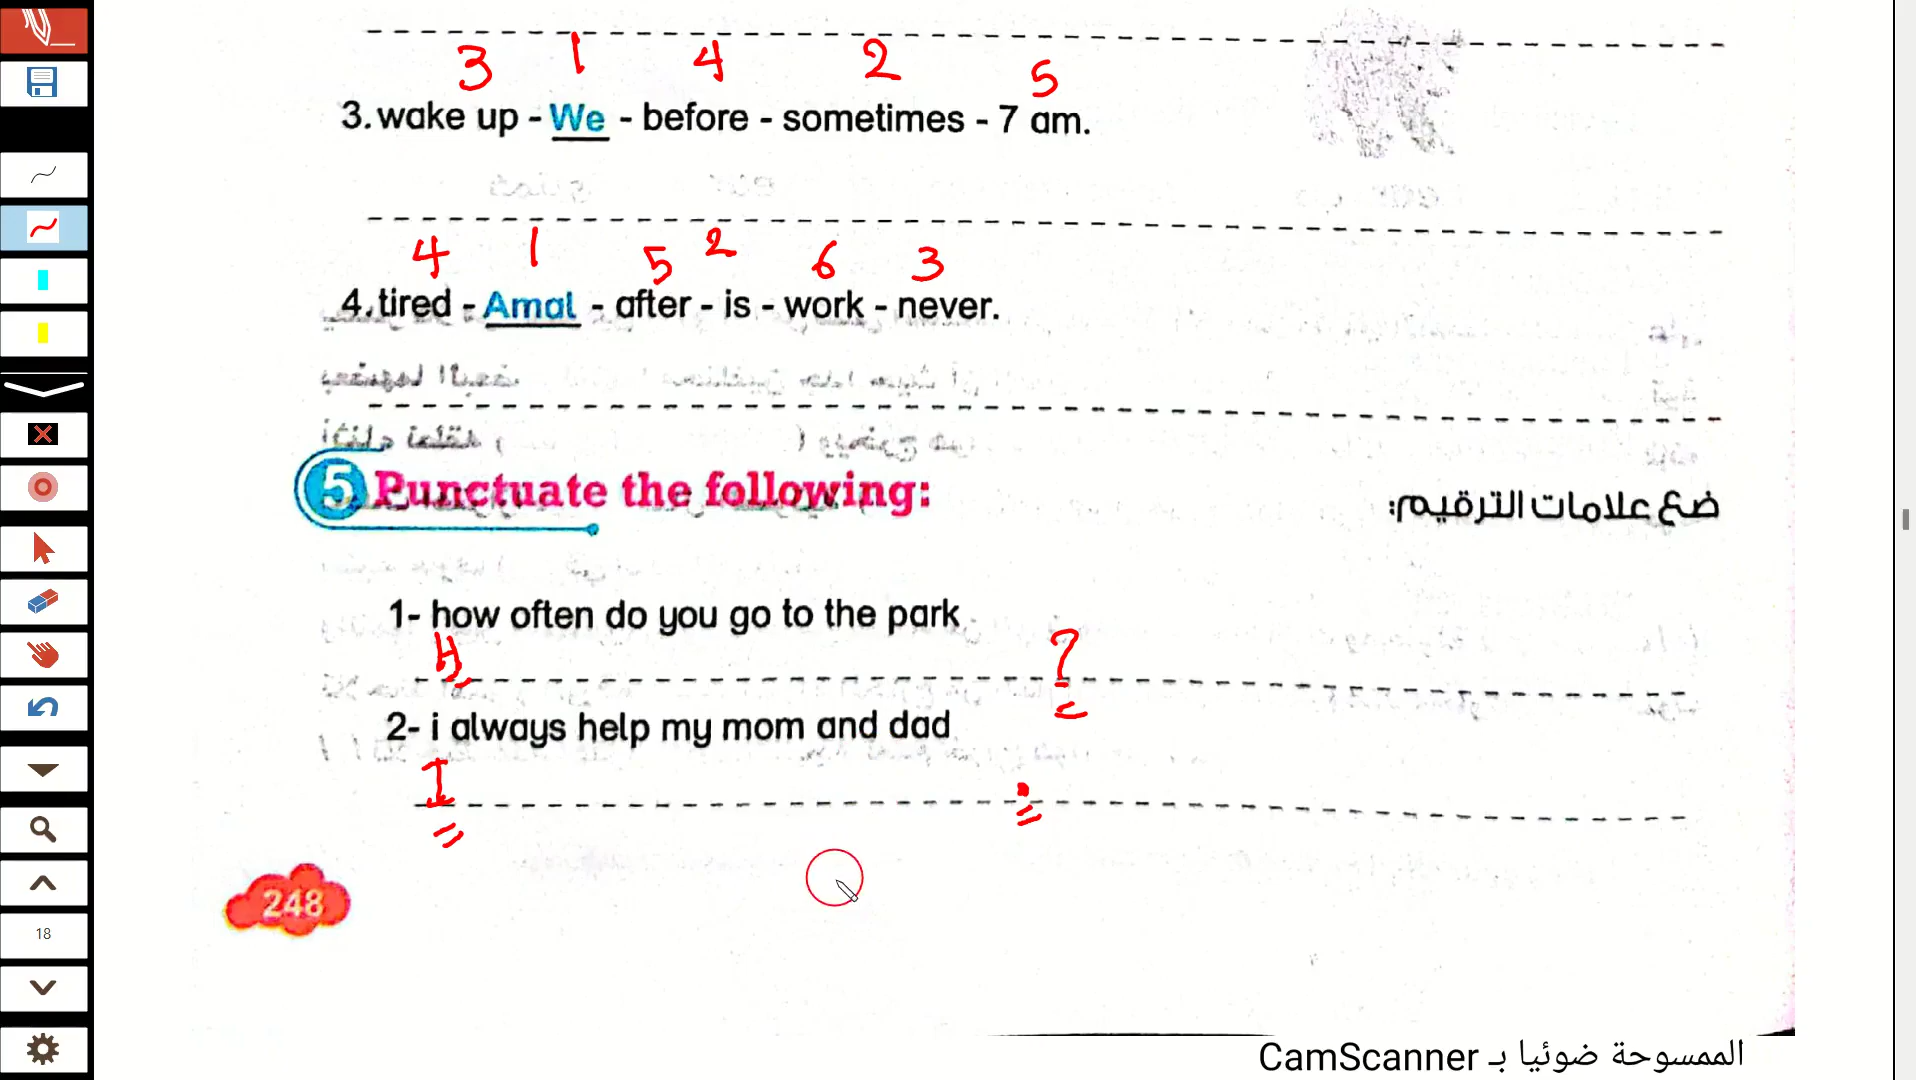 3 1 4 2 5
3. wake up - We - before - sometimes - 7 am.
4 1 5 2 6 3
4. tired - Amal - after - is - work - never.
5 Punctuate the following:
ضع علامات الترقيم:
1- how often do you go to the park
H ?
2- i always help my mom and dad
I .
248
18
الممسوحة ضوئيا بـ CamScanner